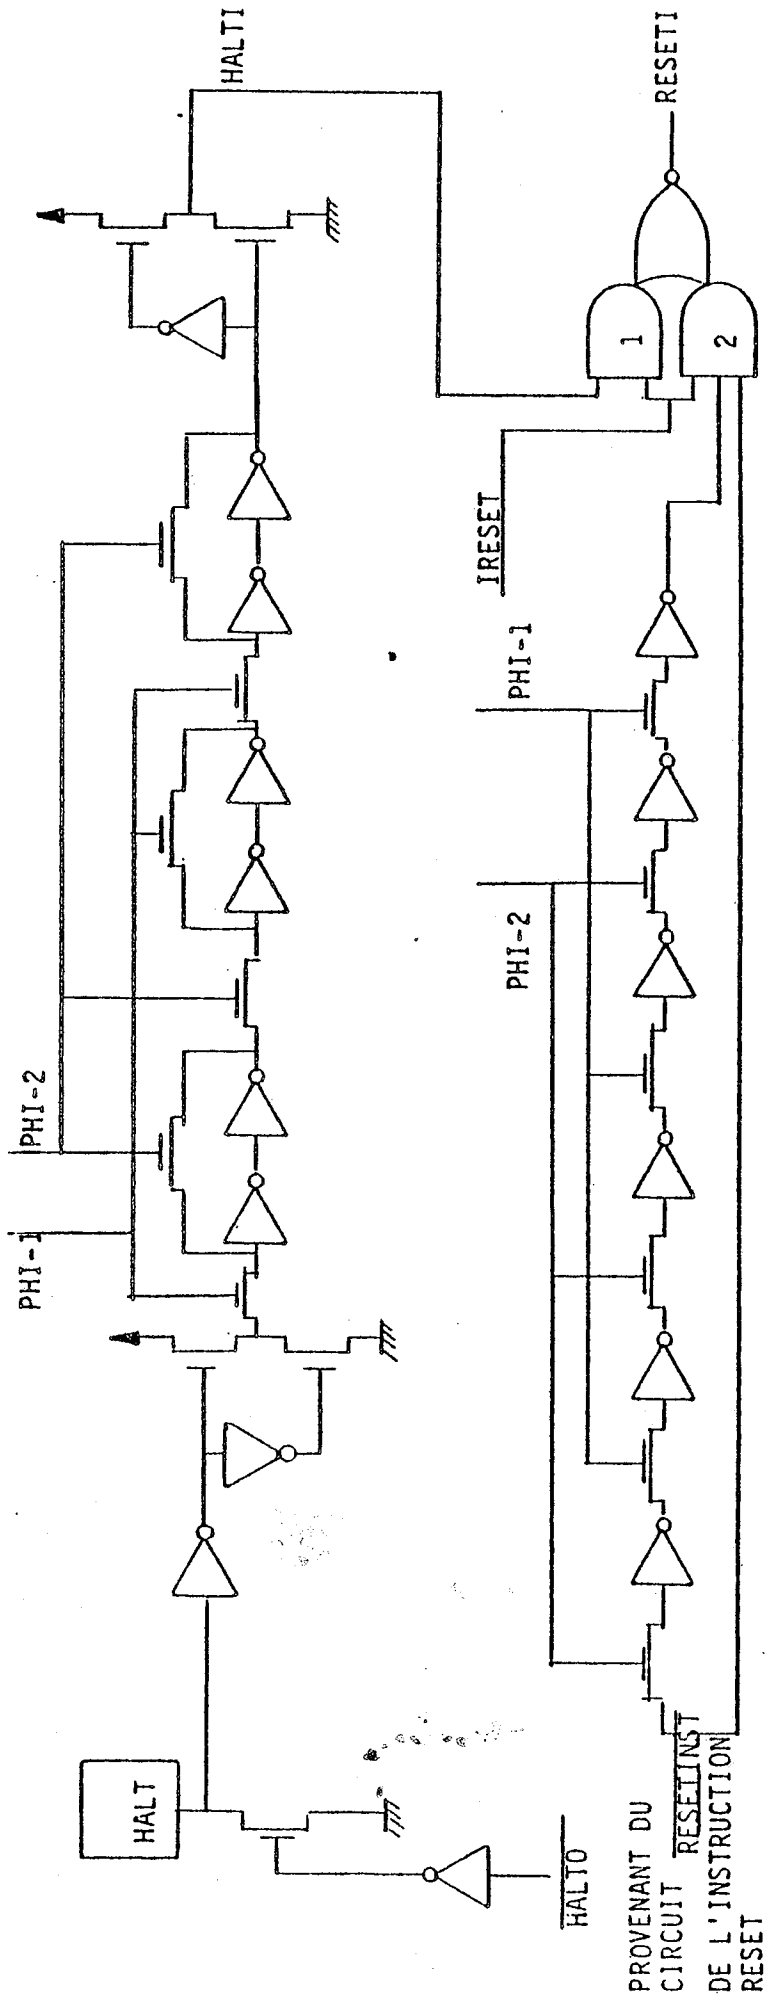 PHI-1
PHI-2
HALT
HALTI
HALTO
PHI-2
PHI-1
IRESET
1
2
RESETI
PROVENANT DU
CIRCUIT RESETINST
DE L'INSTRUCTION
RESET